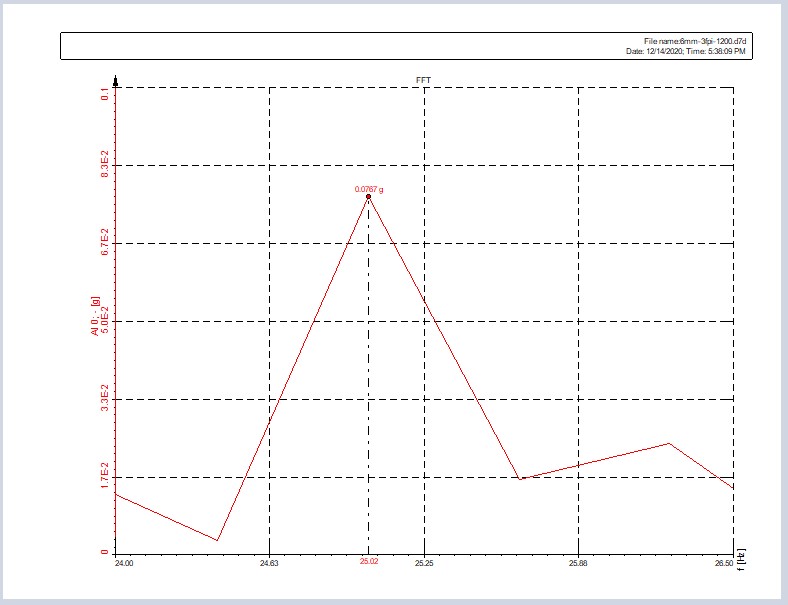 File name:6mm-3fpi-1200.d7d
Date: 12/14/2020; Time: 5:38:09 PM
FFT
0.1
8.3E-2
0.0767 g
6.7E-2
AI 0; - [g]
5.0E-2
3.3E-2
1.7E-2
0
24.00
24.63
25.02
25.25
25.88
26.50
f [Hz]